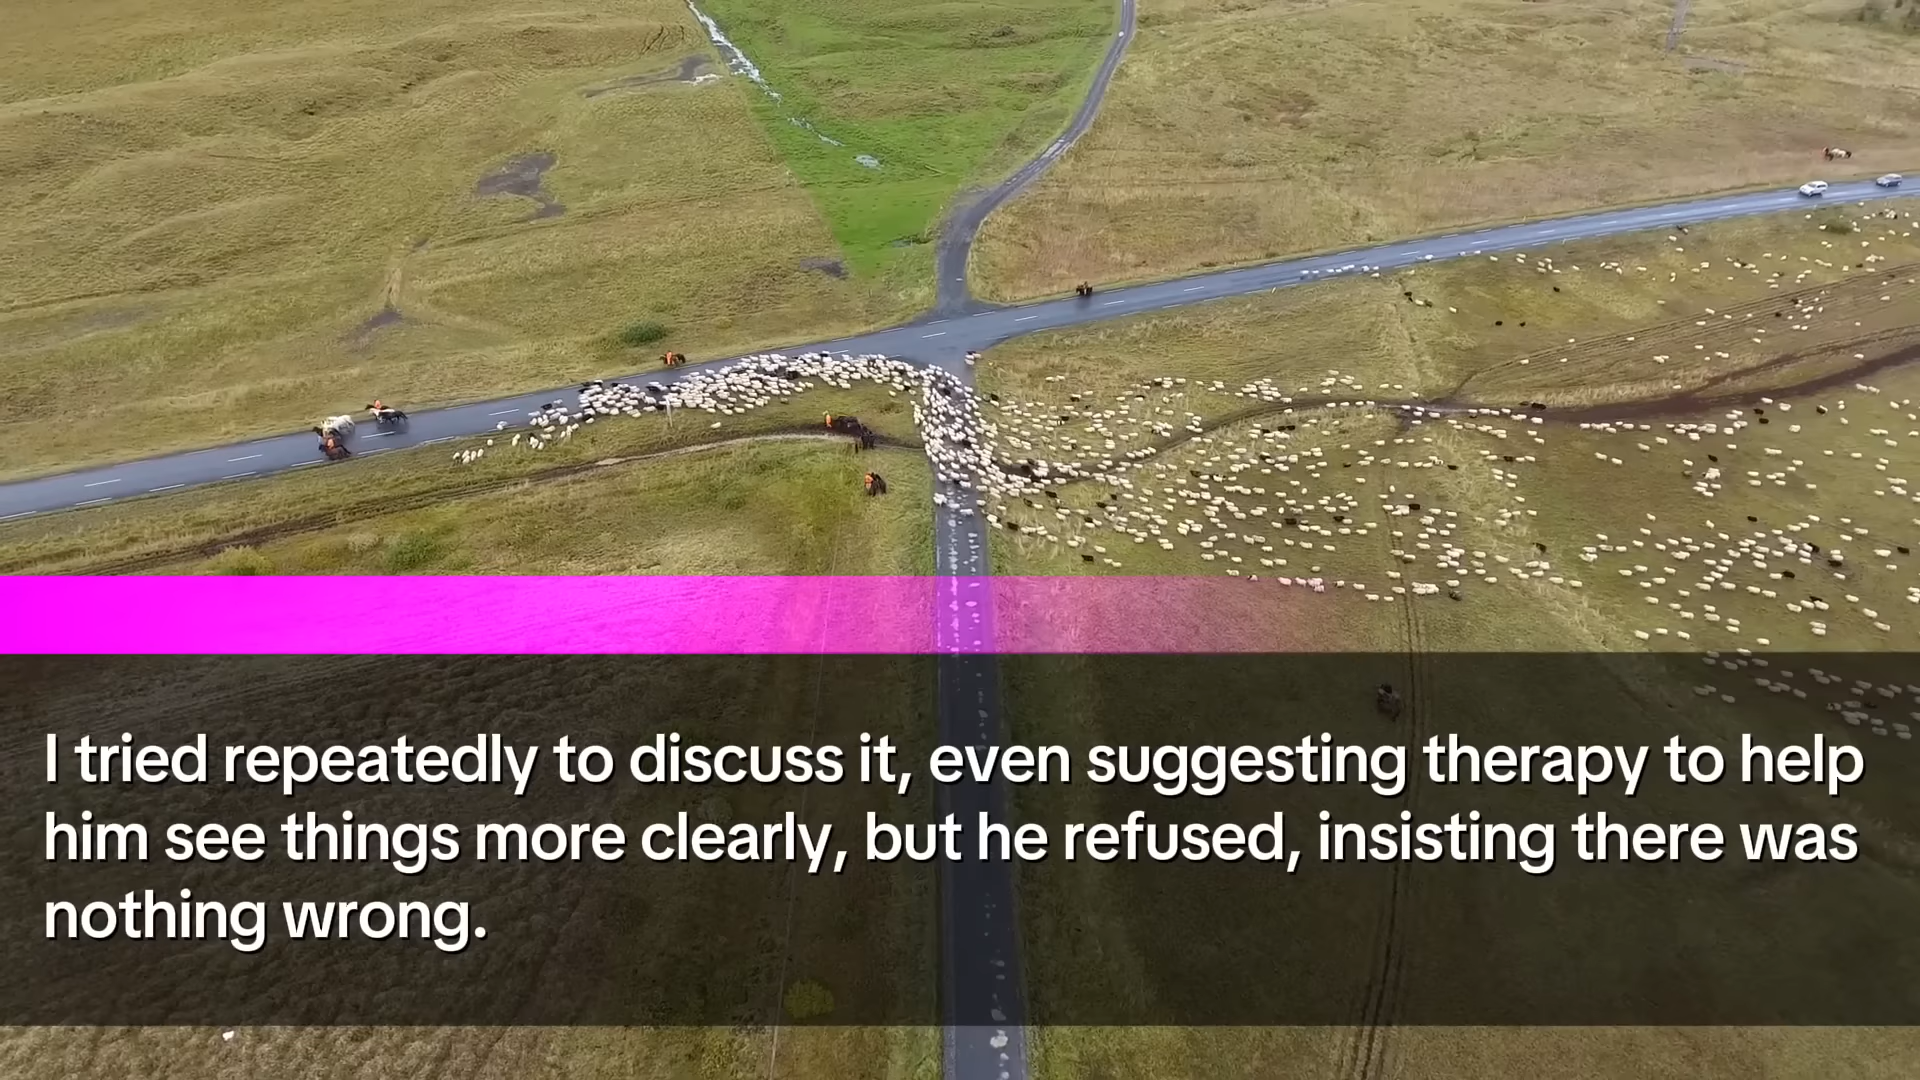 I tried repeatedly to discuss it, even suggesting therapy to help
him see things more clearly, but he refused, insisting there was
nothing wrong.